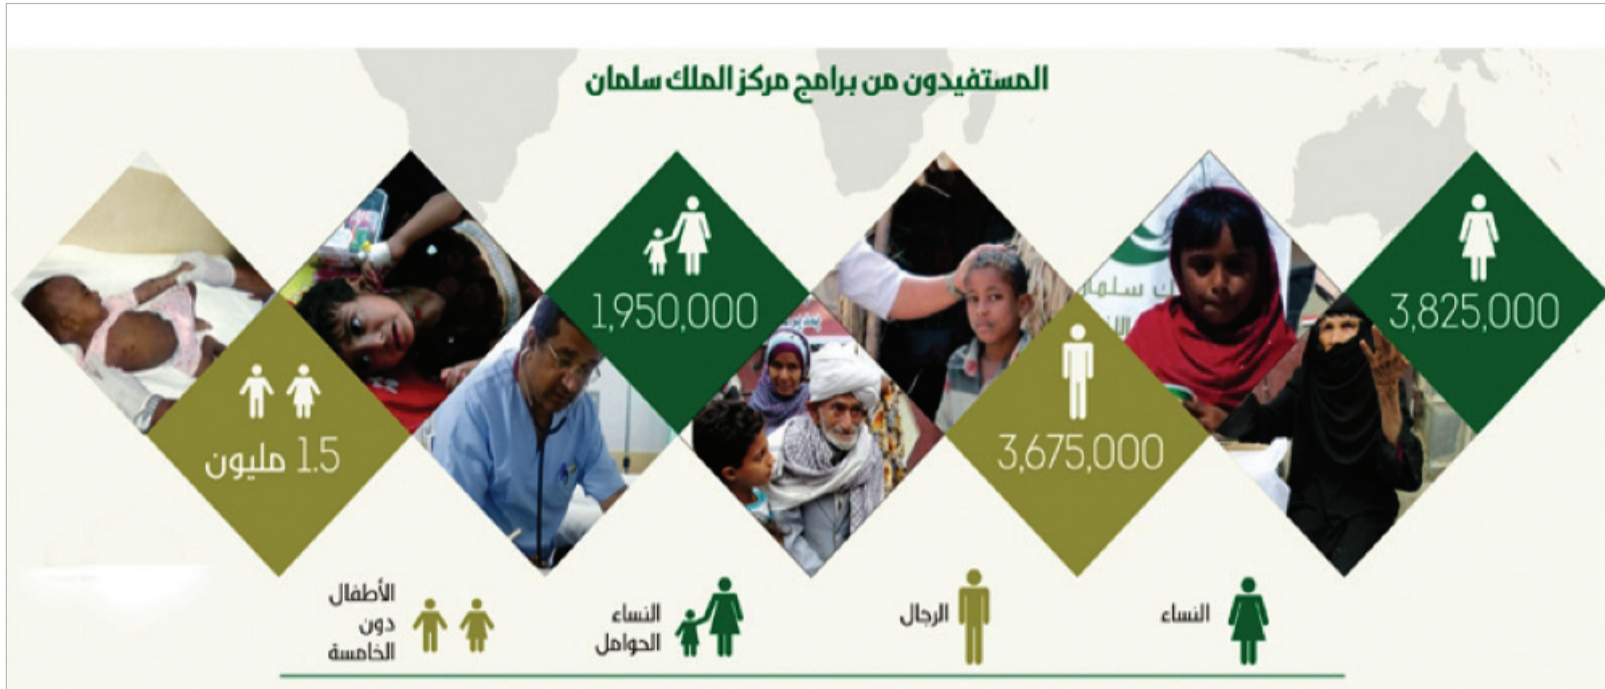 المستفيدون من برامج مركز الملك سلمان
3,825,000
1,950,000
ك سلمان
3,675,000
1.5 مليون
النساء
الرجال
النساء
الحوامل
الأطفال
دون
الخامسة